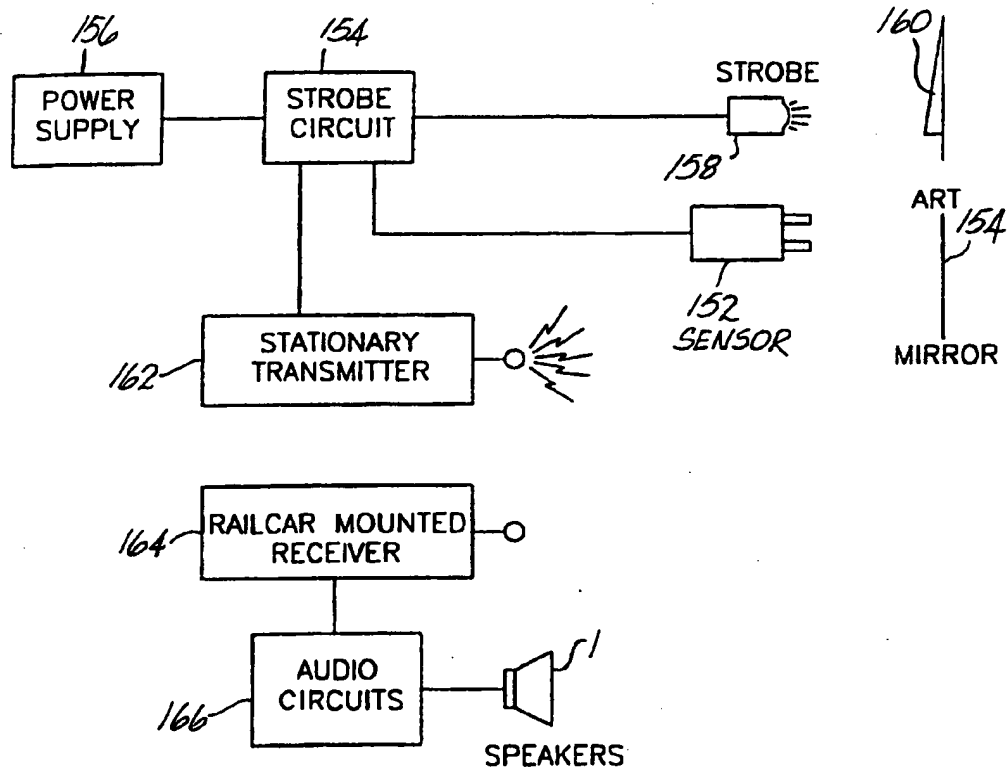 156
154
160
POWER
SUPPLY
STROBE
CIRCUIT
STROBE
158
ART
154
152
SENSOR
MIRROR
162
STATIONARY
TRANSMITTER
164
RAILCAR MOUNTED
RECEIVER
1
166
AUDIO
CIRCUITS
SPEAKERS